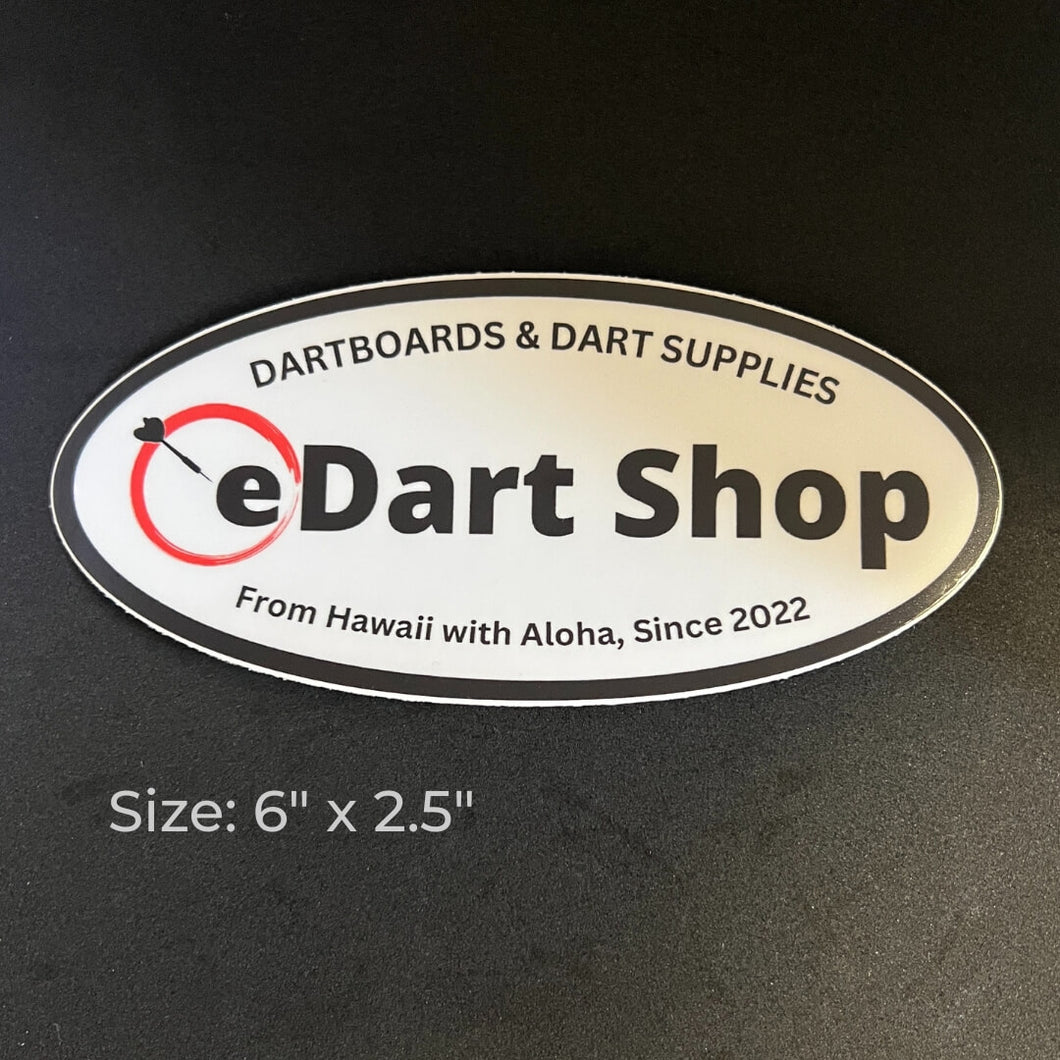 DARTBOARDS & DART SUPPLIES
eDart Shop
From Hawaii with Aloha, Since 2022
Size: 6" x 2.5"